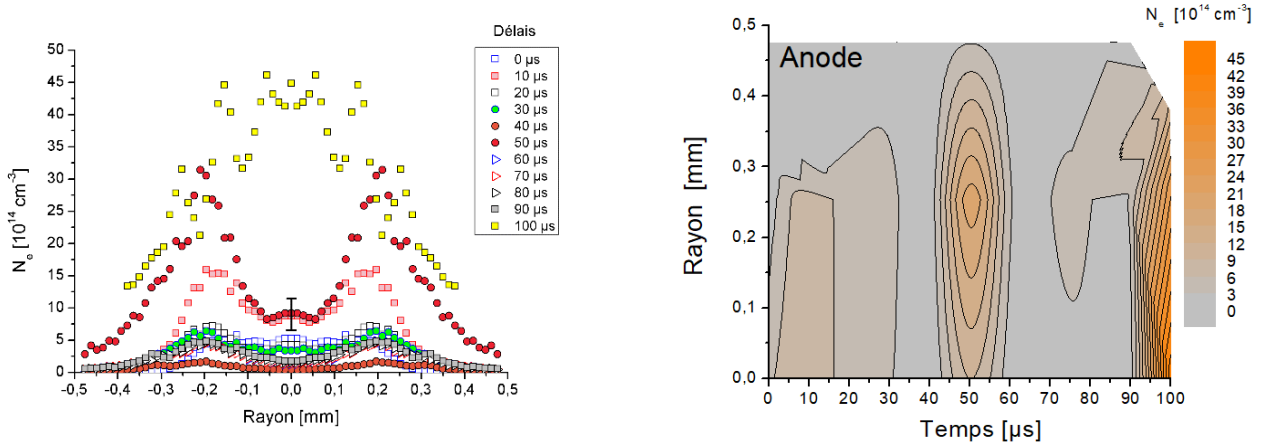 Délais
0 µs
10 µs
20 µs
30 µs
40 µs
50 µs
60 µs
70 µs
80 µs
90 µs
100 µs
50
45
40
35
30
25
20
15
10
5
0
-0,5 -0,4 -0,3 -0,2 -0,1 0,0 0,1 0,2 0,3 0,4 0,5
N_e [10^14 cm^-3]
Rayon [mm]
N_e [10^14 cm^-3]
Anode
0,5
0,4
0,3
0,2
0,1
0,0
Rayon [mm]
0 10 20 30 40 50 60 70 80 90 100
Temps [µs]
45
42
39
36
33
30
27
24
21
18
15
12
9
6
3
0